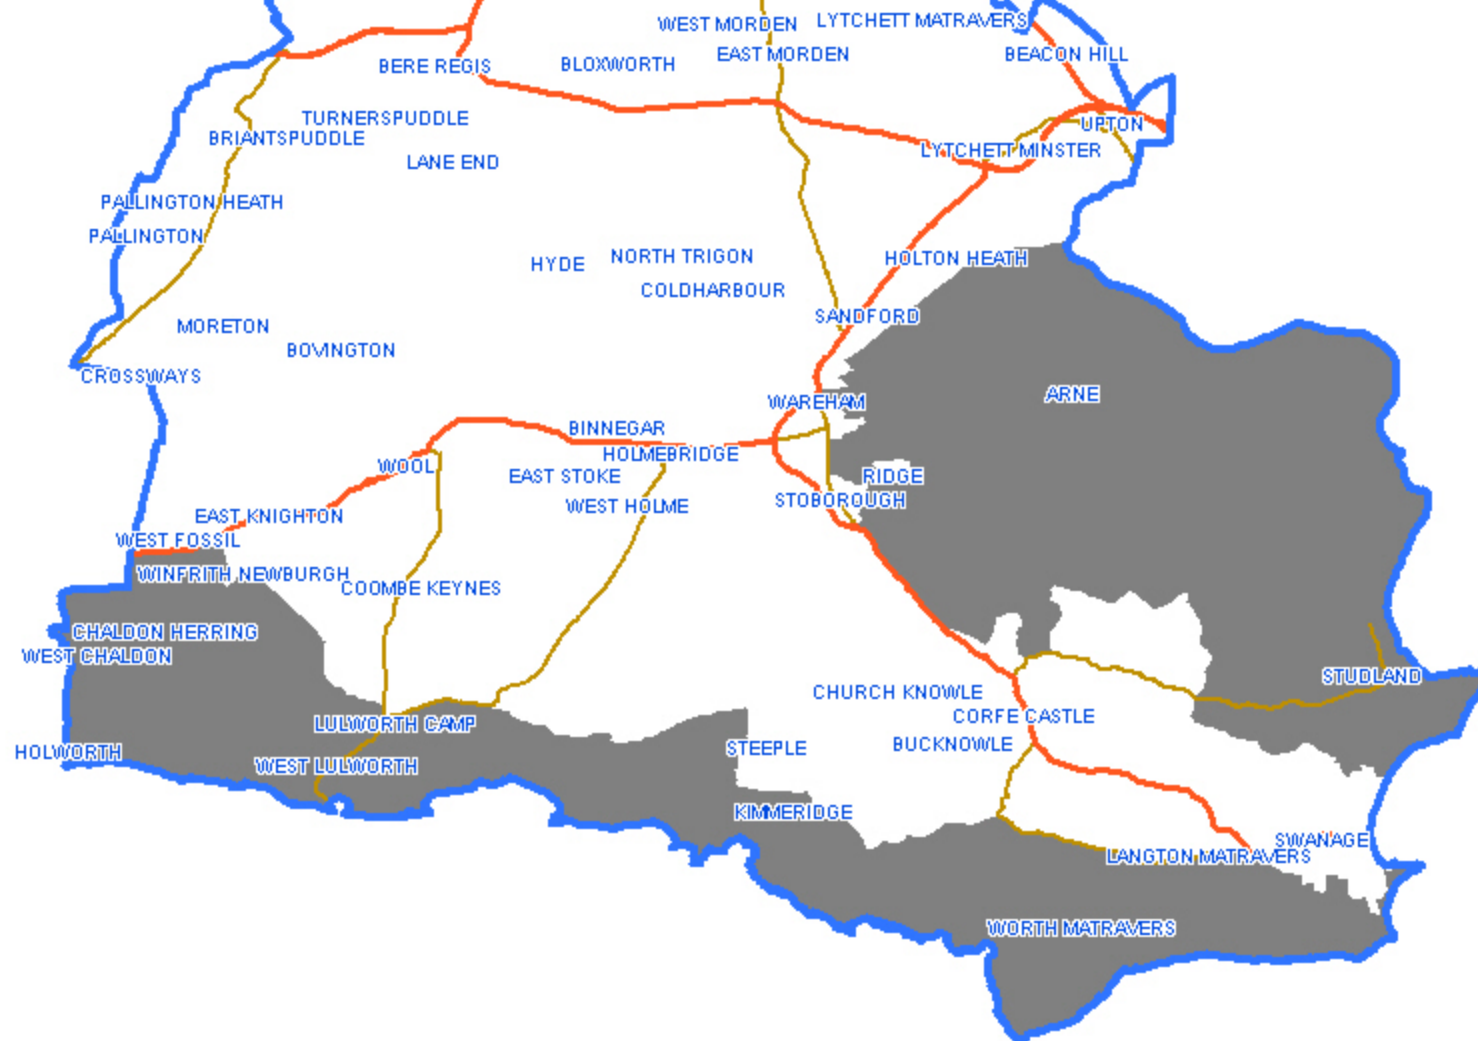 LYTCHETT MATRAVERS
WEST MORDEN
EAST MORDEN
BEACON HILL
BLOXWORTH
BERE REGIS
TURNERSPUDDLE
UPTON
BRIANTSPUDDLE
LYTCHETT MINSTER
LANE END
PALLINGTON HEATH
PALLINGTON
NORTH TRIGON
HOLTON HEATH
HYDE
COLDHARBOUR
SANDFORD
MORETON
BOVINGTON
CROSSWAYS
ARNE
WAREHAM
BINNEGAR
HOLMEBRIDGE
WOOL
EAST STOKE
RIDGE
STOBOROUGH
WEST HOLME
EAST KNIGHTON
WEST FOSSIL
WINFRITH NEWBURGH
COOMBE KEYNES
CHALDON HERRING
WEST CHALDON
STUDLAND
CHURCH KNOWLE
CORFE CASTLE
LULWORTH CAMP
BUCKNOWLE
STEEPLE
HOLWORTH
WEST LULWORTH
KIMMERIDGE
SWANAGE
LANGTON MATRAVERS
WORTH MATRAVERS